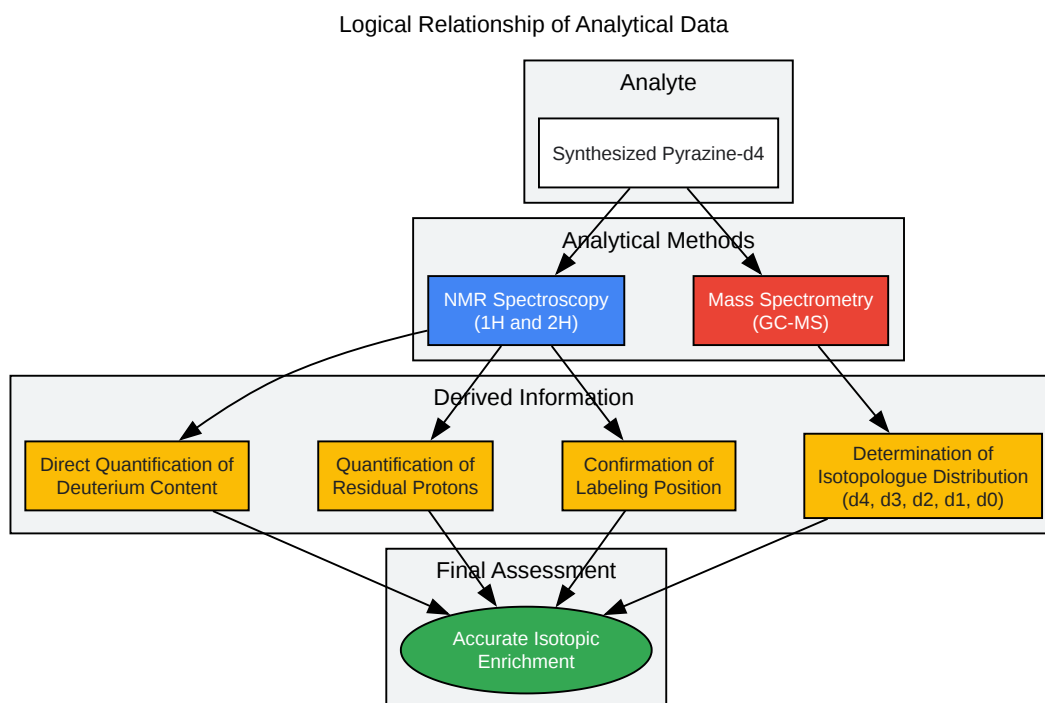 Logical Relationship of Analytical Data
Analyte
Synthesized Pyrazine-d4
Analytical Methods
NMR Spectroscopy
(1H and 2H)
Mass Spectrometry
(GC-MS)
Derived Information
Direct Quantification of
Deuterium Content
Quantification of
Residual Protons
Confirmation of
Labeling Position
Determination of
Isotopologue Distribution
(d4, d3, d2, d1, d0)
Final Assessment
Accurate Isotopic
Enrichment